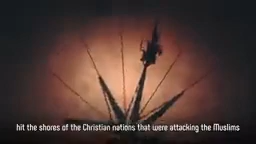 hit the shores of the Christian nations that were attacking the Muslims